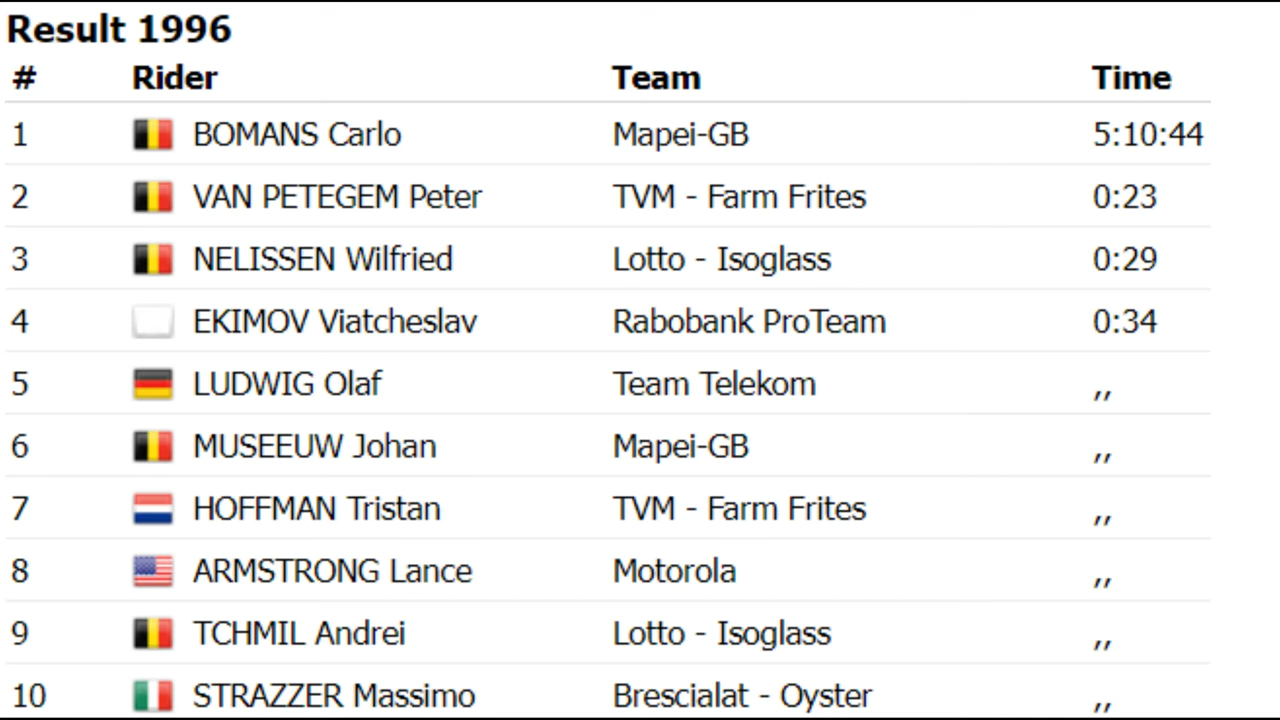 Result 1996
# Rider Team Time
1 BOMANS Carlo Mapei-GB 5:10:44
2 VAN PETEGEM Peter TVM - Farm Frites 0:23
3 NELISSEN Wilfried Lotto - Isoglass 0:29
4 EKIMOV Viatcheslav Rabobank ProTeam 0:34
5 LUDWIG Olaf Team Telekom ,,
6 MUSEEUW Johan Mapei-GB ,,
7 HOFFMAN Tristan TVM - Farm Frites ,,
8 ARMSTRONG Lance Motorola ,,
9 TCHMIL Andrei Lotto - Isoglass ,,
10 STRAZZER Massimo Brescialat - Oyster ,,